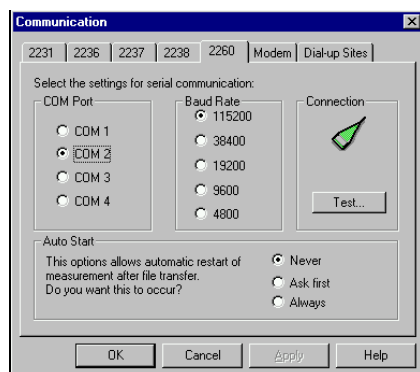 Communication
2231 2236 2237 2238 2260 Modem Dial-up Sites
Select the settings for serial communication:
COM Port
COM 1
COM 2
COM 3
COM 4
Baud Rate
115200
38400
19200
9600
4800
Connection
Test...
Auto Start
This options allows automatic restart of
measurement after file transfer.
Do you want this to occur?
Never
Ask first
Always
OK Cancel Apply Help